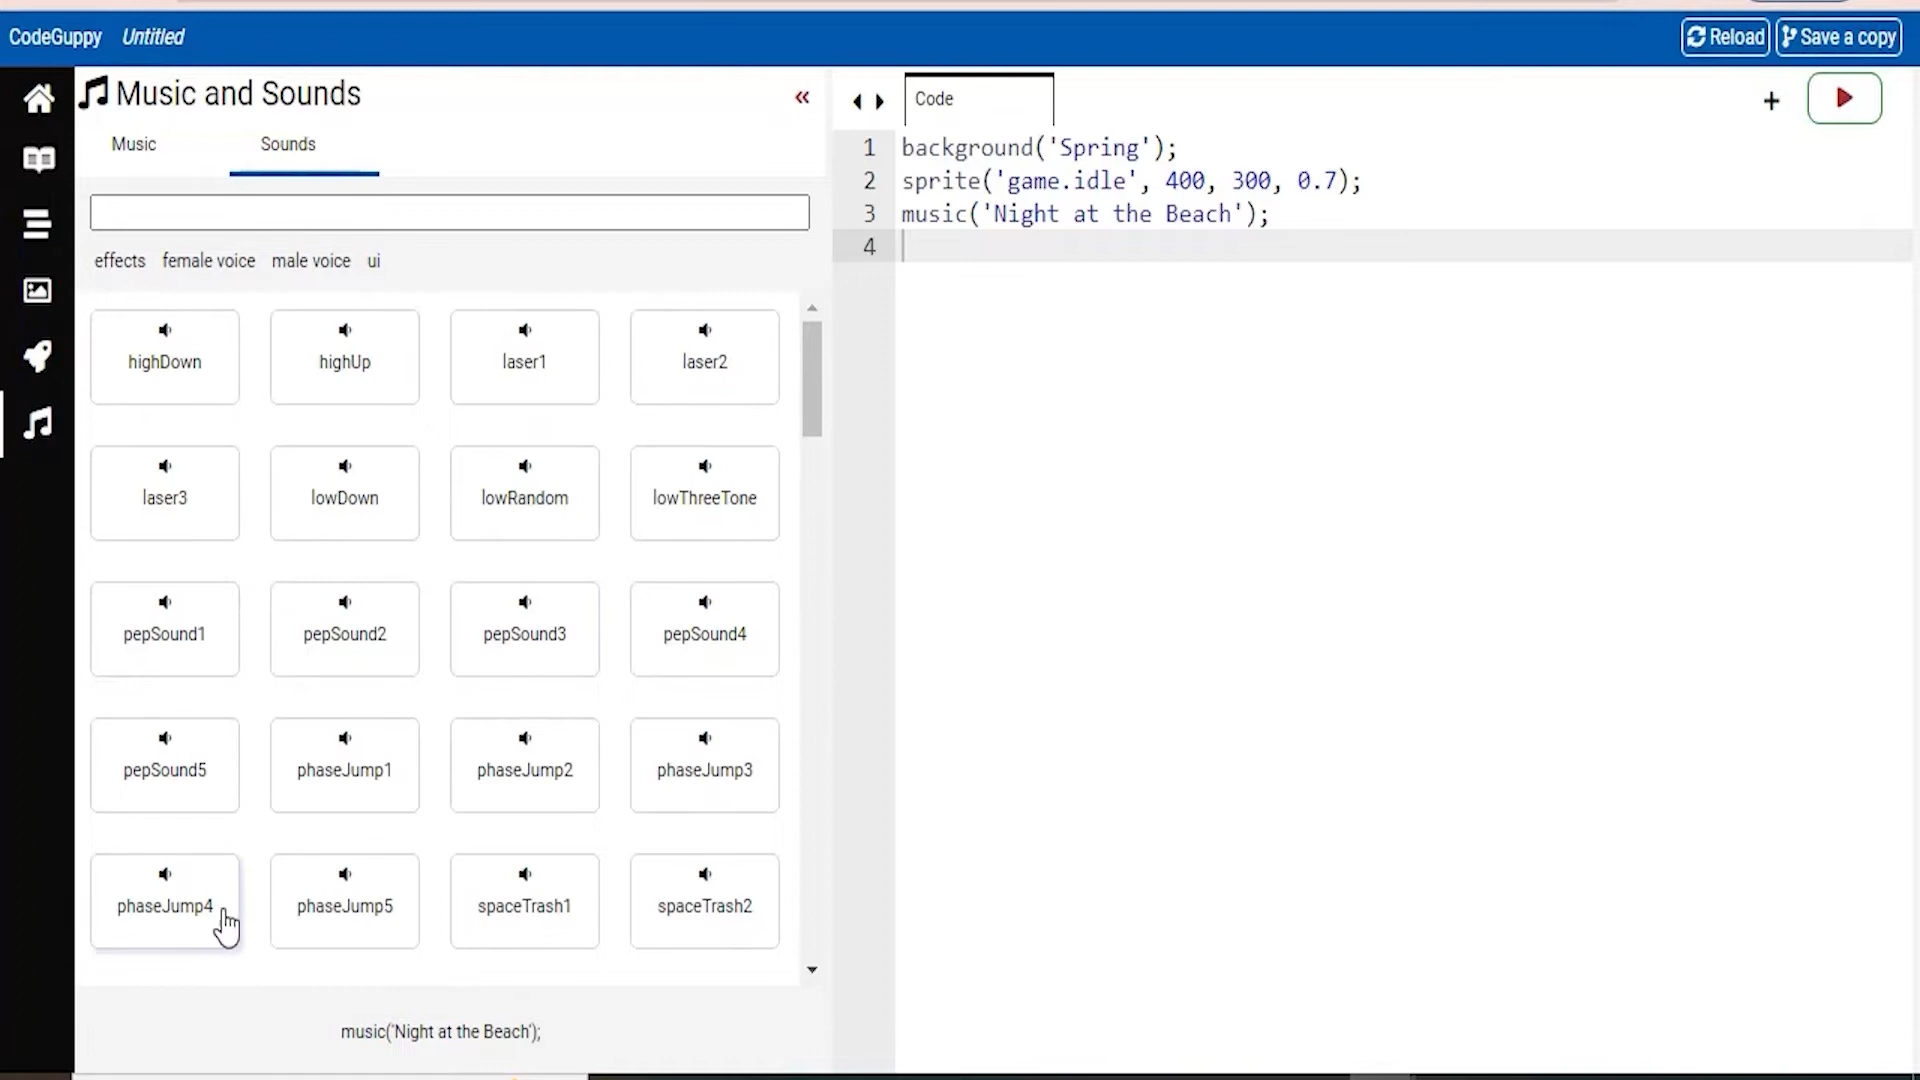 CodeGuppy Untitled Reload Save a copy
Music and Sounds «
Music Sounds
effects female voice male voice ui
highDown highUp laser1 laser2
laser3 lowDown lowRandom lowThreeTone
pepSound1 pepSound2 pepSound3 pepSound4
pepSound5 phaseJump1 phaseJump2 phaseJump3
phaseJump4 phaseJump5 spaceTrash1 spaceTrash2
music('Night at the Beach');
Code +
1 background('Spring');
2 sprite('game.idle', 400, 300, 0.7);
3 music('Night at the Beach');
4